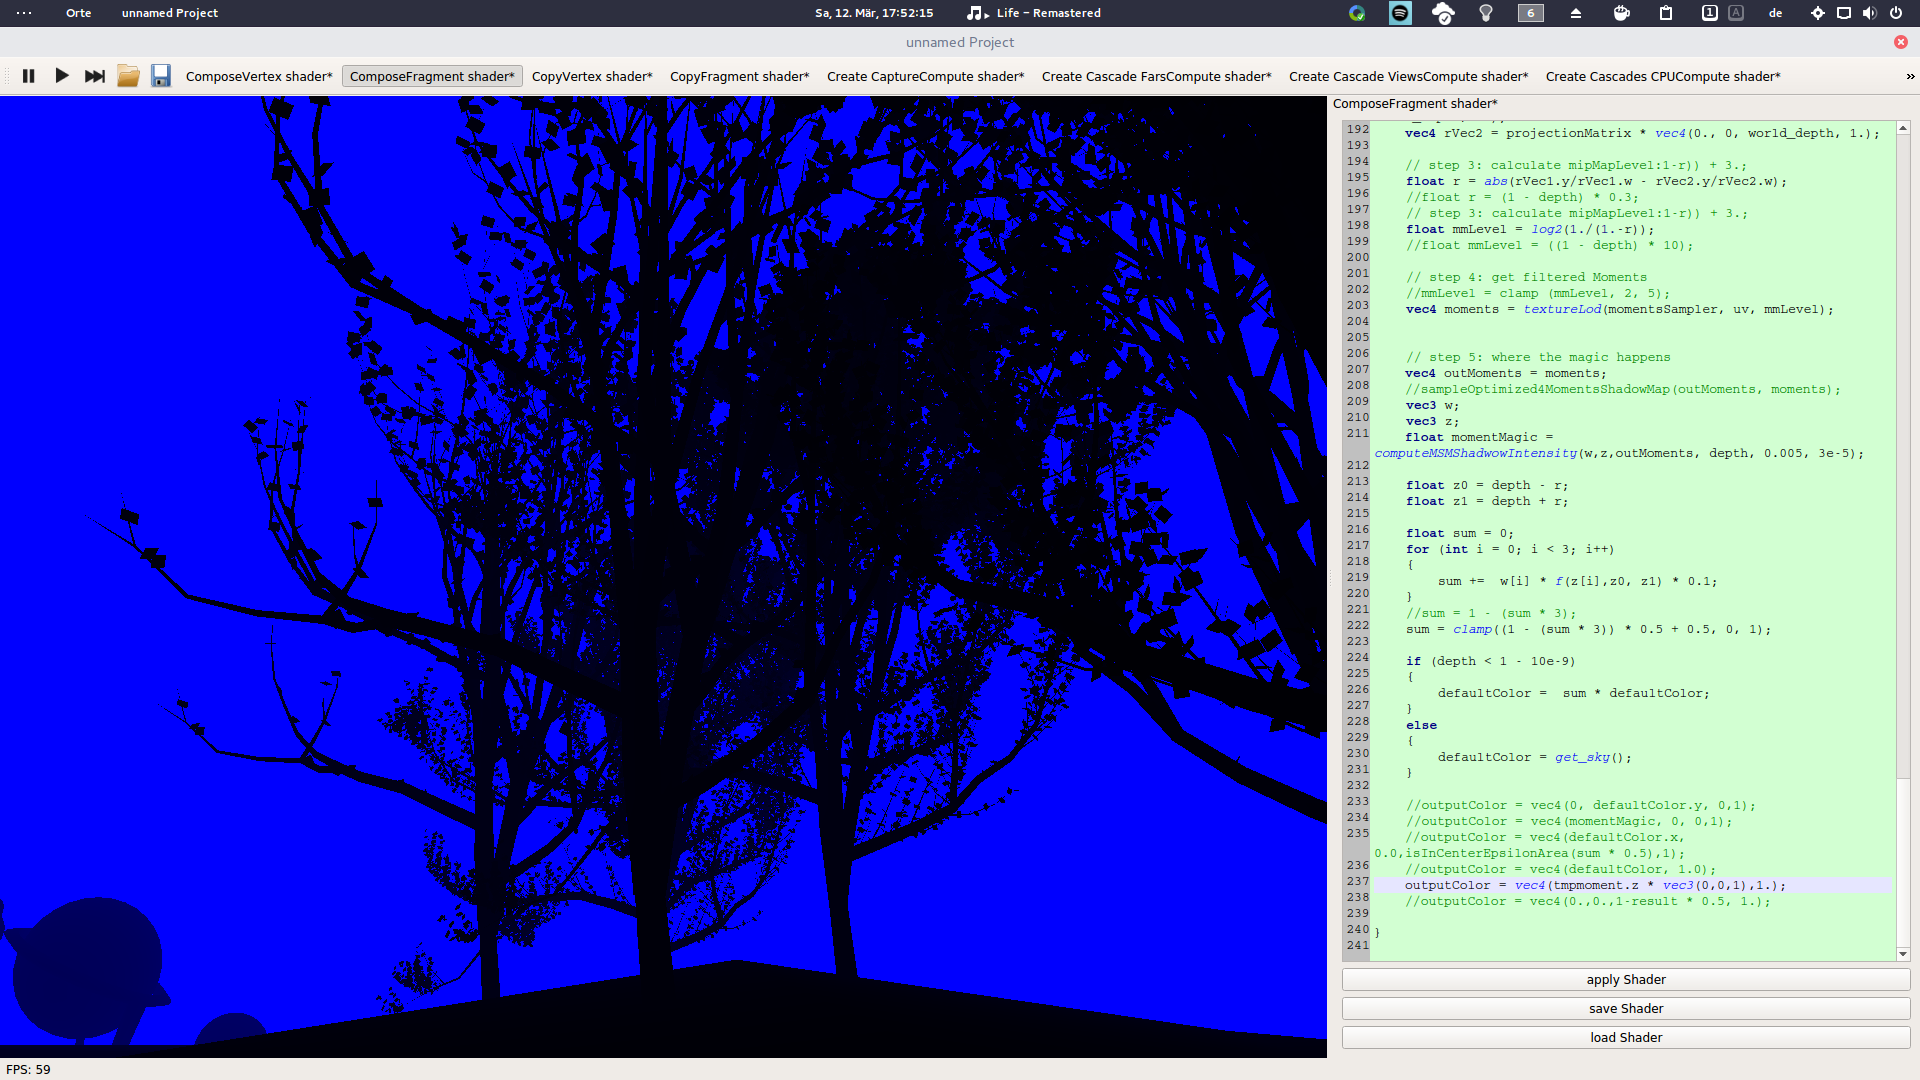 Orte
unnamed Project
Sa, 12. Mär, 17:52:15
Life – Remastered
6
1
A
de
unnamed Project
ComposeVertex shader*
ComposeFragment shader*
CopyVertex shader*
CopyFragment shader*
Create CaptureCompute shader*
Create Cascade FarsCompute shader*
Create Cascade ViewsCompute shader*
Create Cascades CPUCompute shader*
»
ComposeFragment shader*
192 vec4 rVec2 = projectionMatrix * vec4(0., 0, world_depth, 1.);
193
194 // step 3: calculate mipMapLevel:1-r)) + 3.;
195 float r = abs(rVec1.y/rVec1.w - rVec2.y/rVec2.w);
196 //float r = (1 - depth) * 0.3;
197 // step 3: calculate mipMapLevel:1-r)) + 3.;
198 float mmLevel = log2(1./(1.-r));
199 //float mmLevel = ((1 - depth) * 10);
200
201 // step 4: get filtered Moments
202 //mmLevel = clamp (mmLevel, 2, 5);
203 vec4 moments = textureLod(momentsSampler, uv, mmLevel);
204
205
206 // step 5: where the magic happens
207 vec4 outMoments = moments;
208 //sampleOptimized4MomentsShadowMap(outMoments, moments);
209 vec3 w;
210 vec3 z;
211 float momentMagic =
computeMSMShadwowIntensity(w,z,outMoments, depth, 0.005, 3e-5);
212
213 float z0 = depth - r;
214 float z1 = depth + r;
215
216 float sum = 0;
217 for (int i = 0; i < 3; i++)
218 {
219 sum += w[i] * f(z[i],z0, z1) * 0.1;
220 }
221 //sum = 1 - (sum * 3);
222 sum = clamp((1 - (sum * 3)) * 0.5 + 0.5, 0, 1);
223
224 if (depth < 1 - 10e-9)
225 {
226 defaultColor = sum * defaultColor;
227 }
228 else
229 {
230 defaultColor = get_sky();
231 }
232
233 //outputColor = vec4(0, defaultColor.y, 0,1);
234 //outputColor = vec4(momentMagic, 0, 0,1);
235 //outputColor = vec4(defaultColor.x,
0.0,isInCenterEpsilonArea(sum * 0.5),1);
236 //outputColor = vec4(defaultColor, 1.0);
237 outputColor = vec4(tmpmoment.z * vec3(0,0,1),1.);
238 //outputColor = vec4(0.,0.,1-result * 0.5, 1.);
239
240 }
241
apply Shader
save Shader
load Shader
FPS: 59